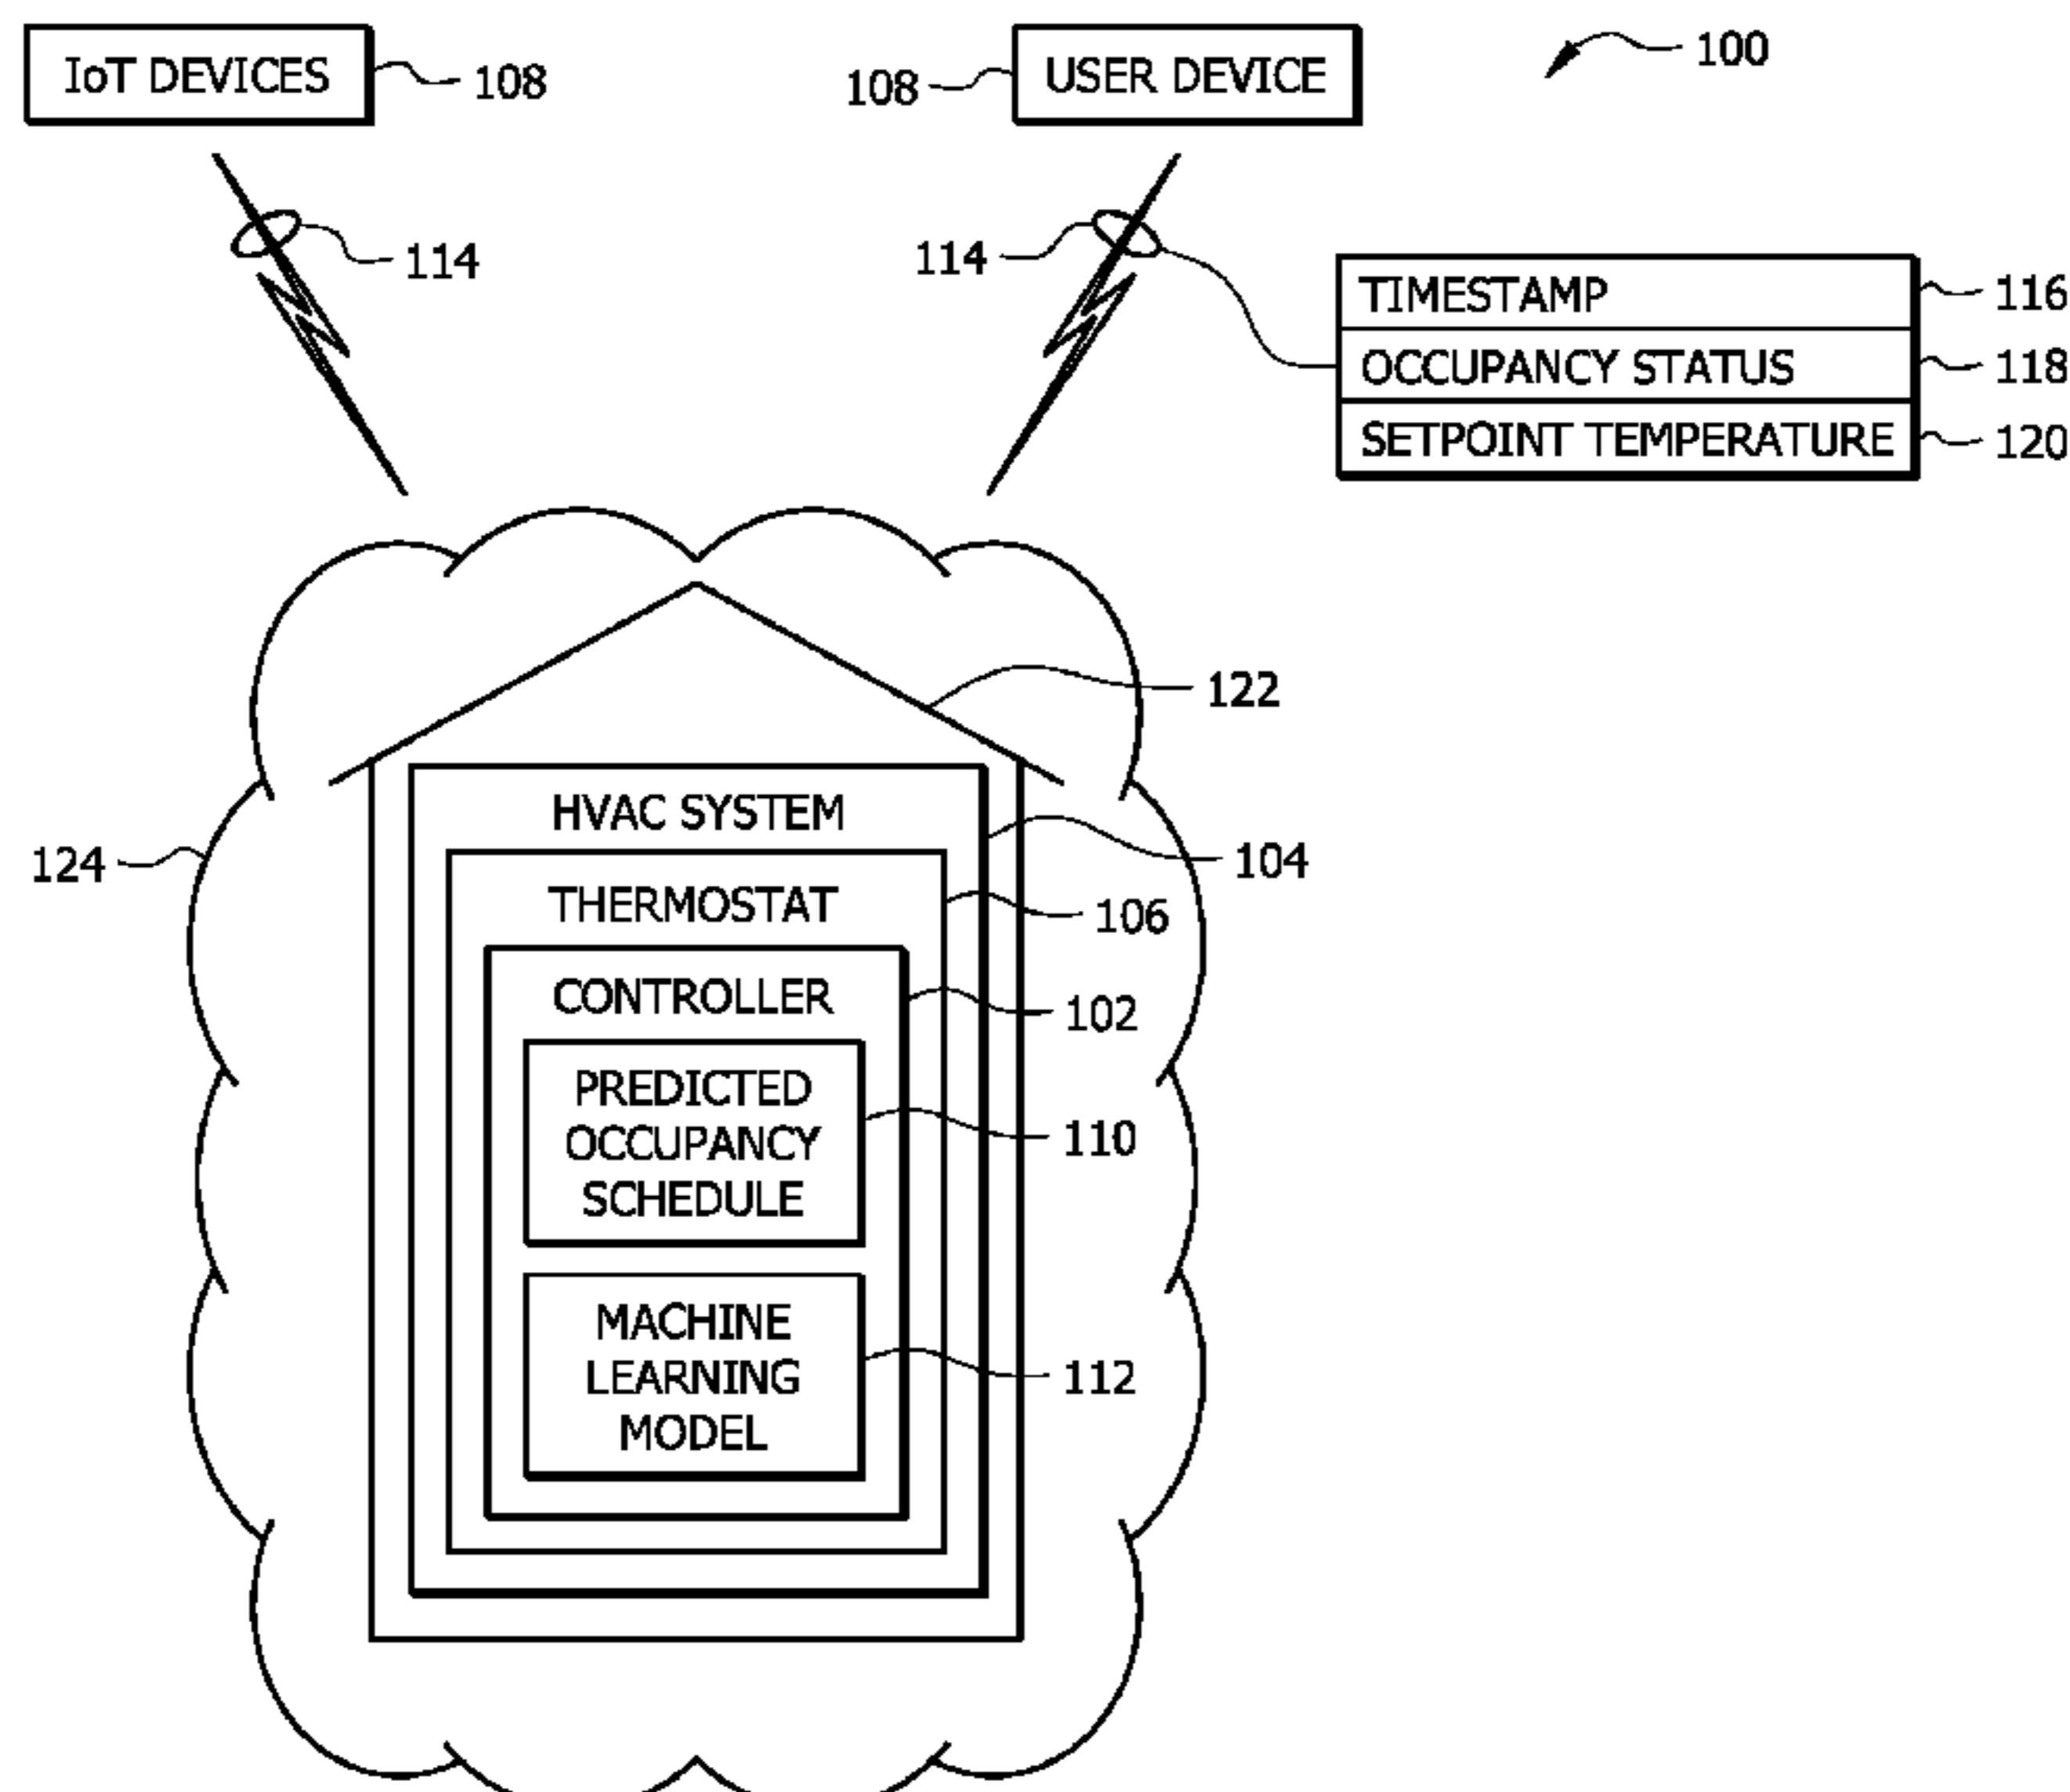 IoT DEVICES
108
108
USER DEVICE
100
114
114
TIMESTAMP
116
OCCUPANCY STATUS
118
SETPOINT TEMPERATURE
120
122
HVAC SYSTEM
124
104
THERMOSTAT
106
CONTROLLER
102
PREDICTED
OCCUPANCY
SCHEDULE
110
MACHINE
LEARNING
MODEL
112